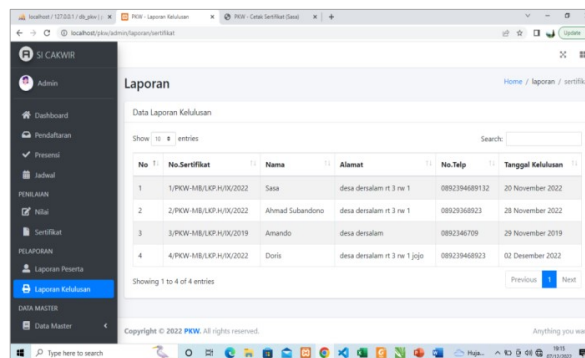 localhost / 127.0.0.1 / db_pkw | p
PKW - Laporan Kelulusan
PKW - Cetak Sertifikat (Sasa)
localhost/pkw/admin/laporan/sertifikat
Update
SI CAKWIR
Admin
Dashboard
Pendaftaran
Presensi
Jadwal
PENILAIAN
Nilai
Sertifikat
PELAPORAN
Laporan Peserta
Laporan Kelulusan
DATA MASTER
Data Master
Laporan
Home / laporan / sertifik
Data Laporan Kelulusan
Show 10 entries
Search:
No No.Sertifikat Nama Alamat No.Telp Tanggal Kelulusan
1 1/PKW-MB/LKP.H/IX/2022 Sasa desa dersalam rt 3 rw 1 0892394689132 20 November 2022
2 2/PKW-MB/LKP.H/IX/2022 Ahmad Subandono desa dersalam rt 3 rw 1 08929368923 28 November 2022
3 3/PKW-MB/LKP.H/IX/2019 Amando desa dersalam 0892346709 29 November 2019
4 4/PKW-MB/LKP.H/IX/2022 Doris desa dersalam rt 3 rw 1 jojo 089239468923 02 Desember 2022
Showing 1 to 4 of 4 entries
Previous 1 Next
Copyright © 2022 PKW. All rights reserved.
Anything you wan
Type here to search
Huja...
19:15